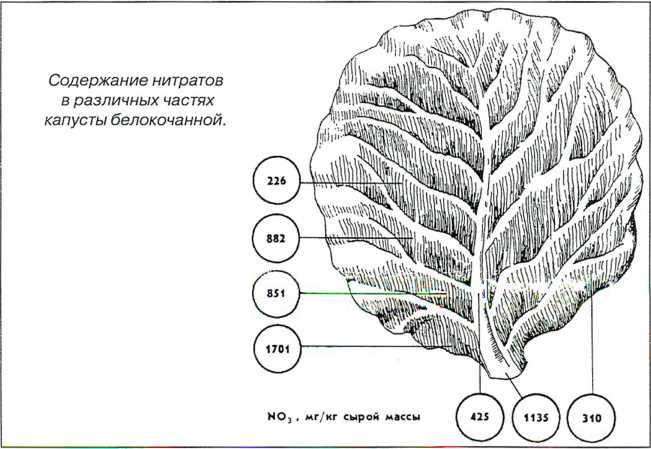 Содержание нитратов
в различных частях
капусты белокочанной.
226
882
851
1701
NO3, мг/кг сырой массы
425
1135
310